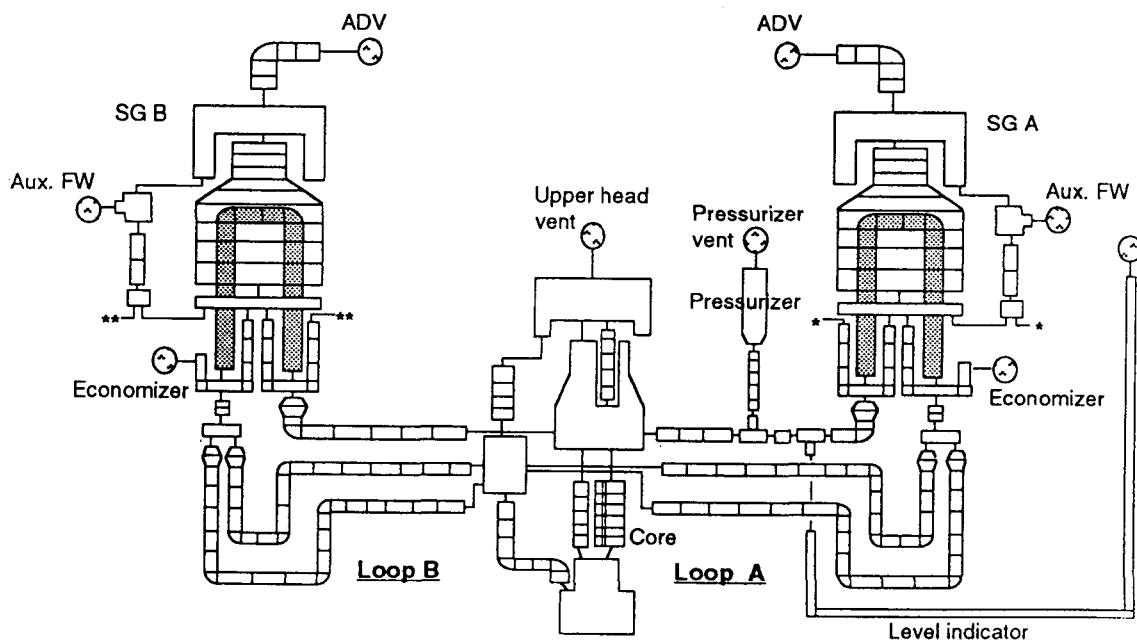 ADV
ADV
SG B
SG A
Aux. FW
Aux. FW
Upper head
vent
Pressurizer
vent
Pressurizer
**
**
*
*
Economizer
Economizer
Core
Loop B
Loop A
Level indicator